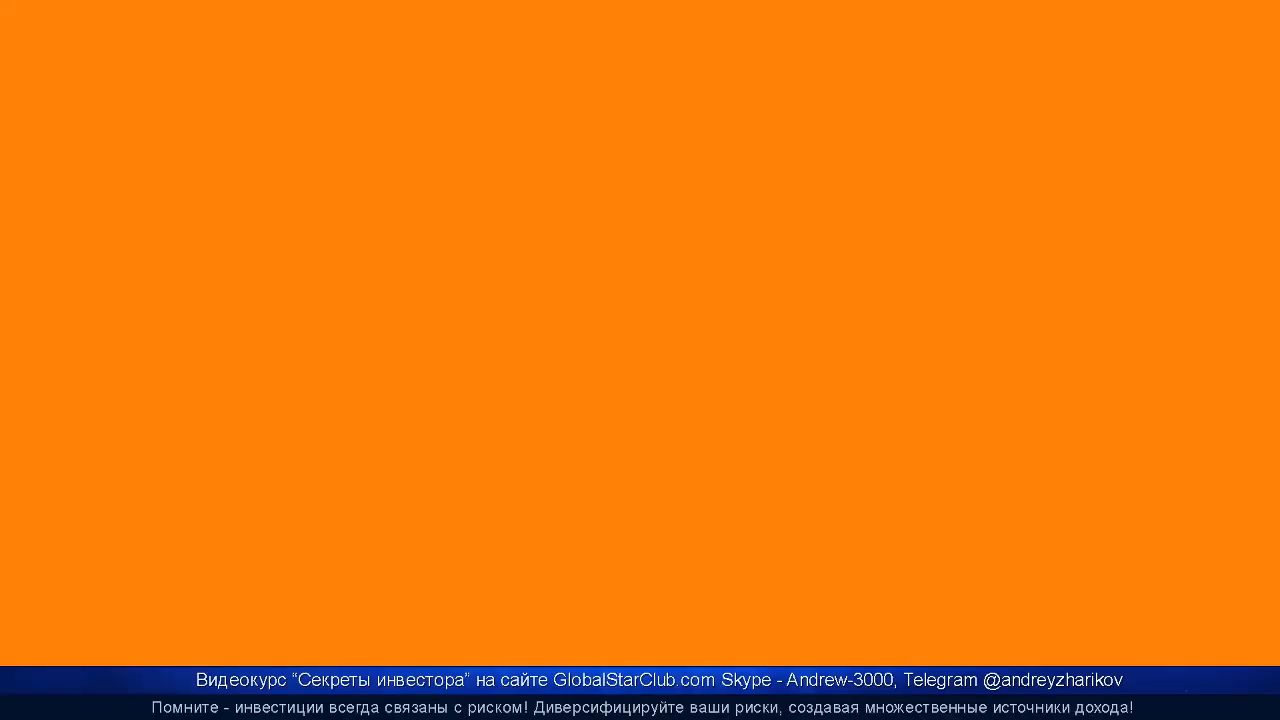 Видеокурс “Секреты инвестора” на сайте GlobalStarClub.com Skype - Andrew-3000, Telegram @andreyzharikov
Помните - инвестиции всегда связаны с риском! Диверсифицируйте ваши риски, создавая множественные источники дохода!